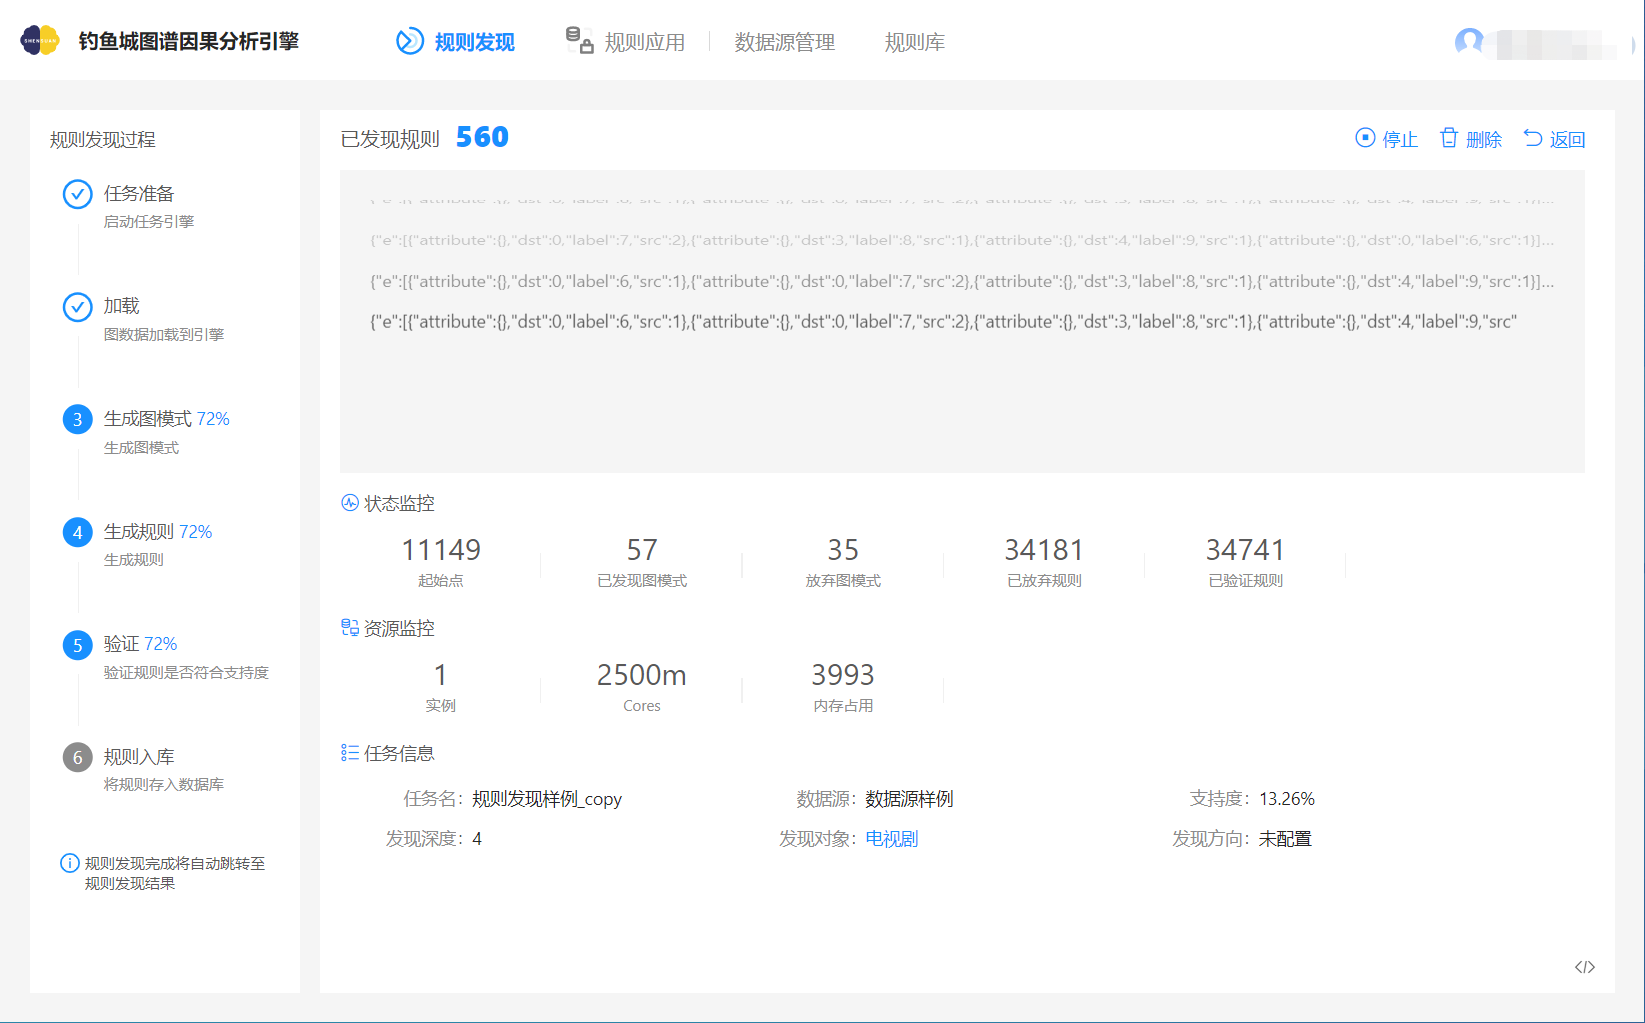 钓鱼城图谱因果分析引擎
规则发现
规则应用
数据源管理
规则库
规则发现过程
任务准备
启动任务引擎
加载
图数据加载到引擎
3 生成图模式 72%
生成图模式
4 生成规则 72%
生成规则
5 验证 72%
验证规则是否符合支持度
6 规则入库
将规则存入数据库
规则发现完成将自动跳转至
规则发现结果
已发现规则 560
停止 删除 返回
{"e":[{"attribute":{},"dst":0,"label":7,"src":2},{"attribute":{},"dst":3,"label":8,"src":1},{"attribute":{},"dst":4,"label":9,"src":1},{"attribute":{},"dst":0,"label":6,"src":1}]...
{"e":[{"attribute":{},"dst":0,"label":6,"src":1},{"attribute":{},"dst":0,"label":7,"src":2},{"attribute":{},"dst":3,"label":8,"src":1},{"attribute":{},"dst":4,"label":9,"src":1}]...
{"e":[{"attribute":{},"dst":0,"label":6,"src":1},{"attribute":{},"dst":0,"label":7,"src":2},{"attribute":{},"dst":3,"label":8,"src":1},{"attribute":{},"dst":4,"label":9,"src"
状态监控
11149 57 35 34181 34741
起始点 已发现图模式 放弃图模式 已放弃规则 已验证规则
资源监控
1 2500m 3993
实例 Cores 内存占用
任务信息
任务名： 规则发现样例_copy 数据源： 数据源样例 支持度： 13.26%
发现深度： 4 发现对象： 电视剧 发现方向： 未配置
</>